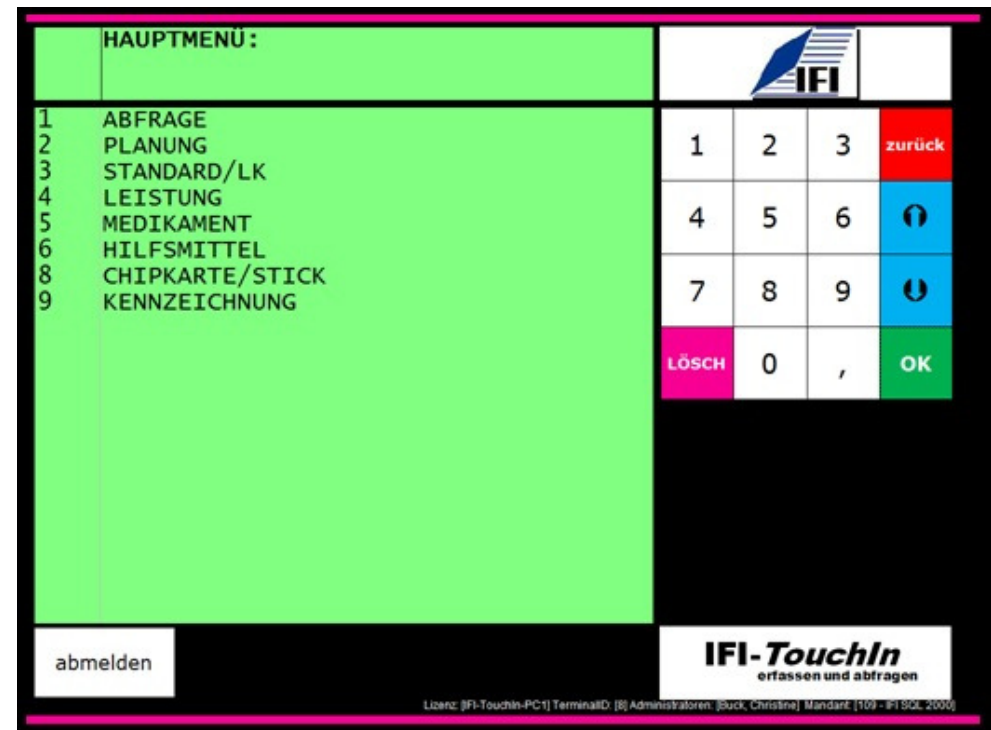 HAUPTMENÜ:
IFI
1 ABFRAGE
2 PLANUNG
3 STANDARD/LK
4 LEISTUNG
5 MEDIKAMENT
6 HILFSMITTEL
8 CHIPKARTE/STICK
9 KENNZEICHNUNG
1 2 3 zurück
4 5 6
7 8 9
LÖSCH 0 , OK
abmelden
IFI-TouchIn
erfassen und abfragen
Lizenz: [IFI-TouchIn-PC1] TerminalID: [8] Administratoren: [Buck, Christine] Mandant: [109 - IFI SQL 2000]